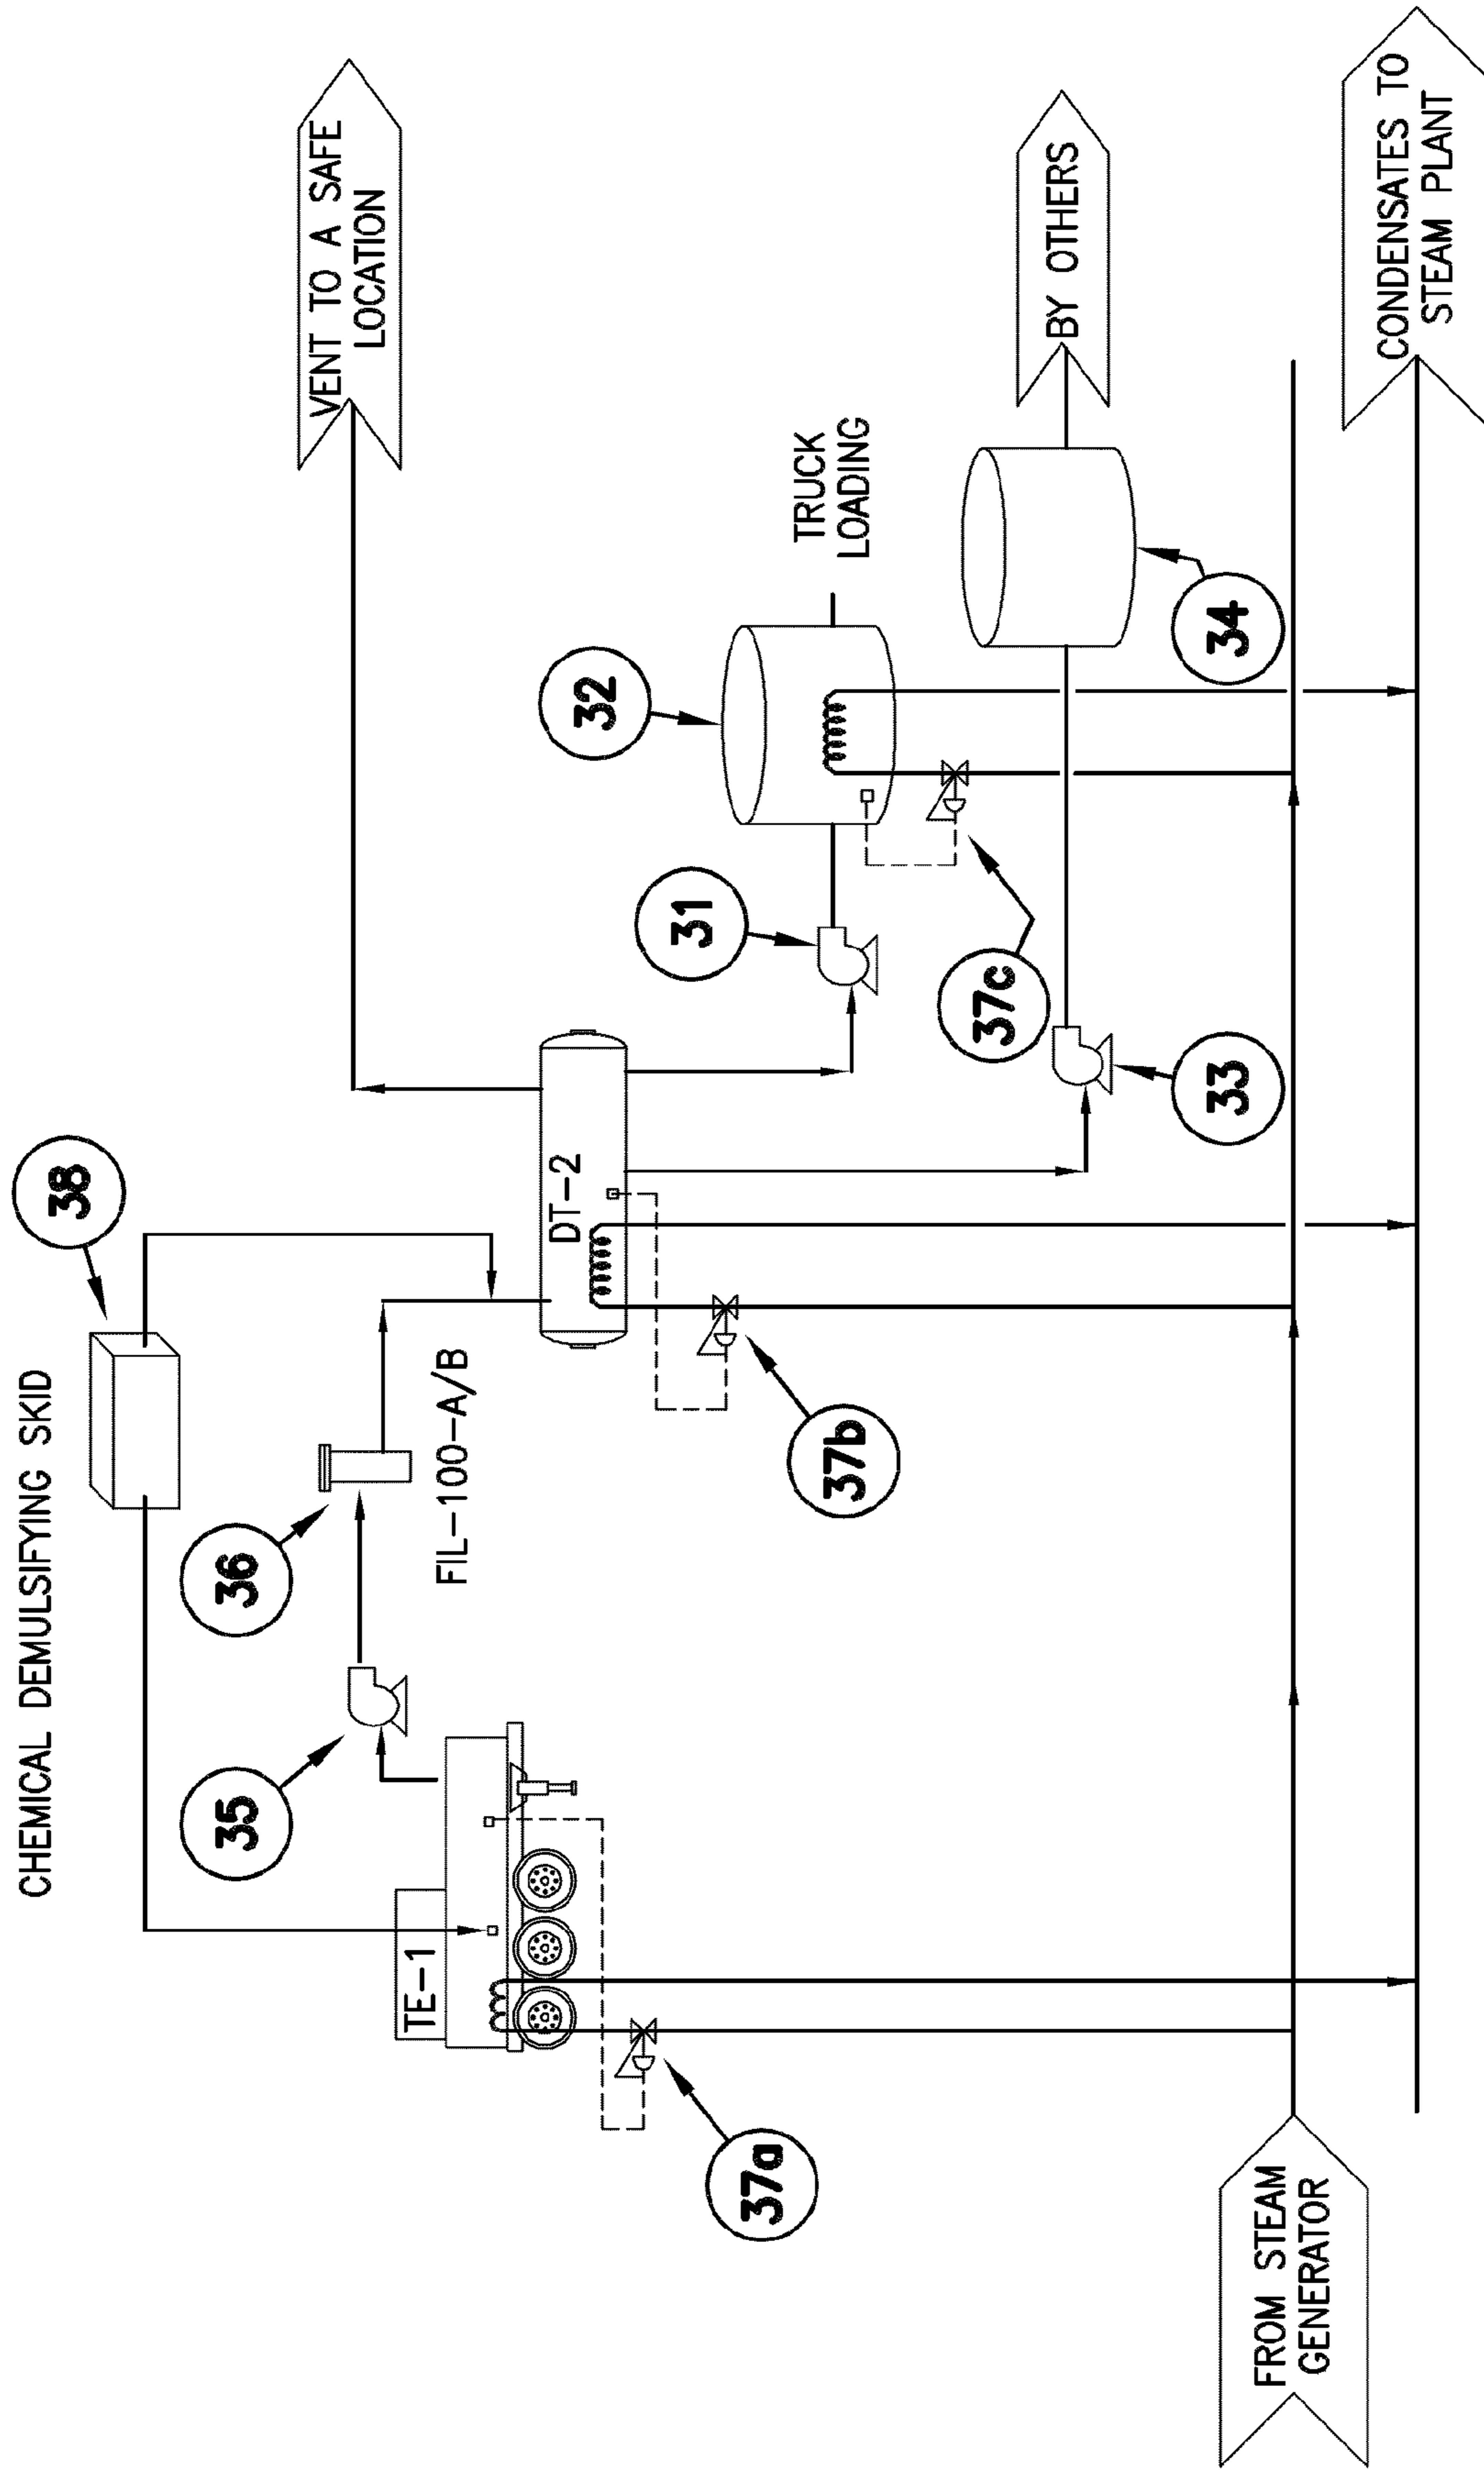 CHEMICAL DEMULSIFYING SKID
38
VENT TO A SAFE
LOCATION
36
35
FIL-100-A/B
TE-1
DT-2
32
31
TRUCK
LOADING
37a
37b
37c
BY OTHERS
33
34
FROM STEAM
GENERATOR
CONDENSATES TO
STEAM PLANT